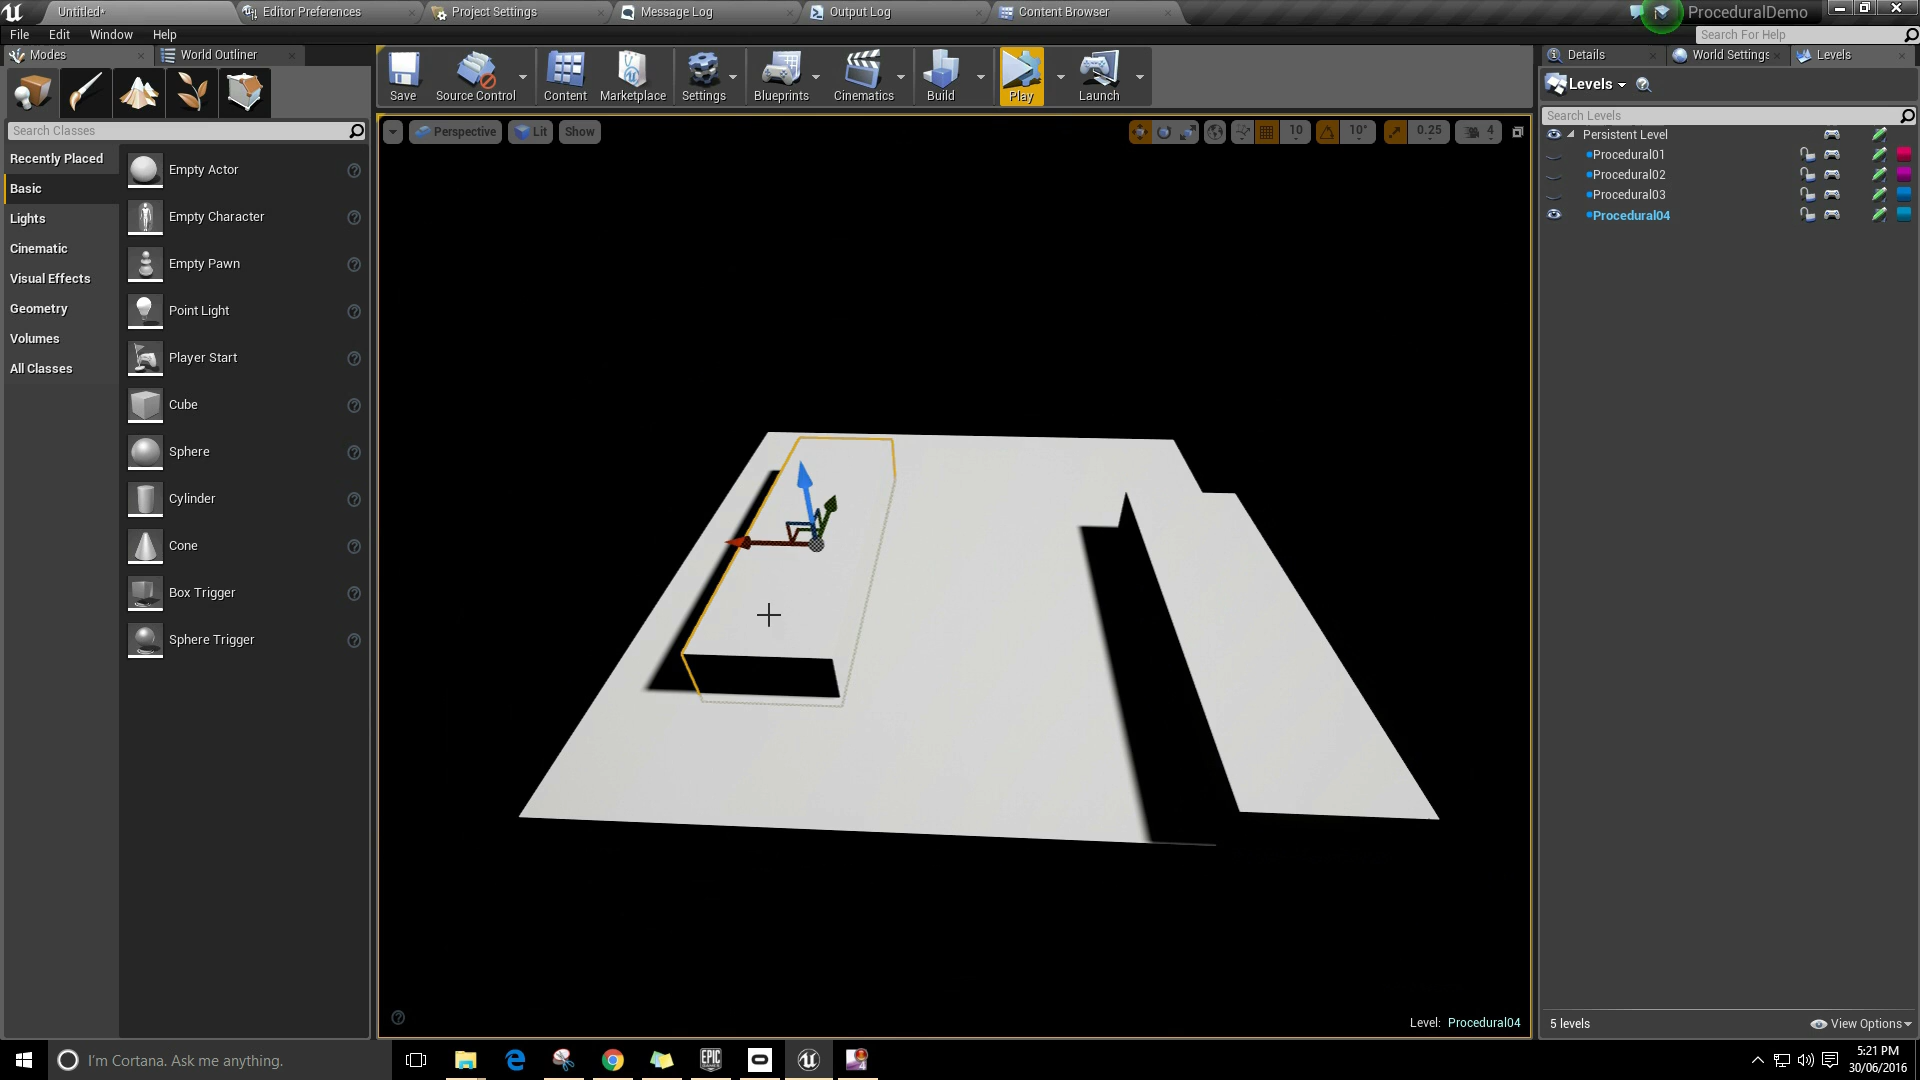 Untitled*
Editor Preferences
Project Settings
Message Log
Output Log
Content Browser
ProceduralDemo
File Edit Window Help
Search For Help
Modes
World Outliner
Save
Source Control
Content
Marketplace
Settings
Blueprints
Cinematics
Build
Play
Launch
Details
World Settings
Levels
Levels
Search Classes
Search Levels
Perspective
Lit
Show
10
10°
0.25
4
Recently Placed
Basic
Lights
Cinematic
Visual Effects
Geometry
Volumes
All Classes
Empty Actor
Empty Character
Empty Pawn
Point Light
Player Start
Cube
Sphere
Cylinder
Cone
Box Trigger
Sphere Trigger
Persistent Level
Procedural01
Procedural02
Procedural03
Procedural04
Level: Procedural04
5 levels
View Options
I'm Cortana. Ask me anything.
EPIC
GAMES
5:21 PM
30/06/2016